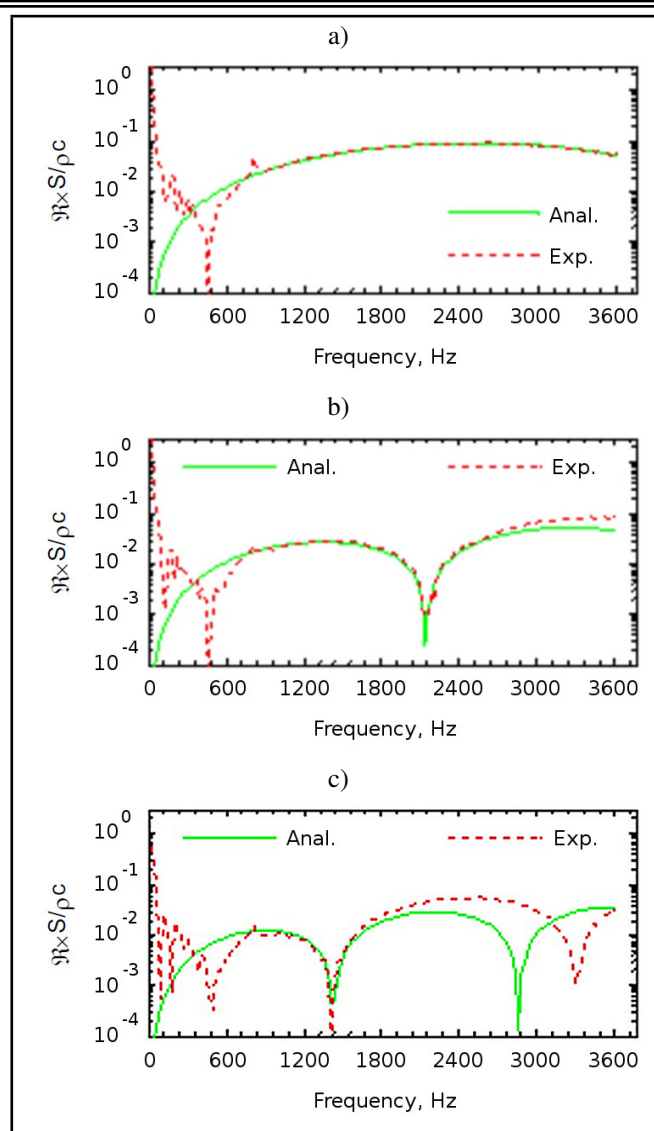 a)
ℜ×S/ρc
10^0
10^-1
10^-2
10^-3
10^-4
Anal.
Exp.
0 600 1200 1800 2400 3000 3600
Frequency, Hz
b)
ℜ×S/ρc
10^0
10^-1
10^-2
10^-3
10^-4
Anal. Exp.
0 600 1200 1800 2400 3000 3600
Frequency, Hz
c)
ℜ×S/ρc
10^0
10^-1
10^-2
10^-3
10^-4
Anal. Exp.
0 600 1200 1800 2400 3000 3600
Frequency, Hz